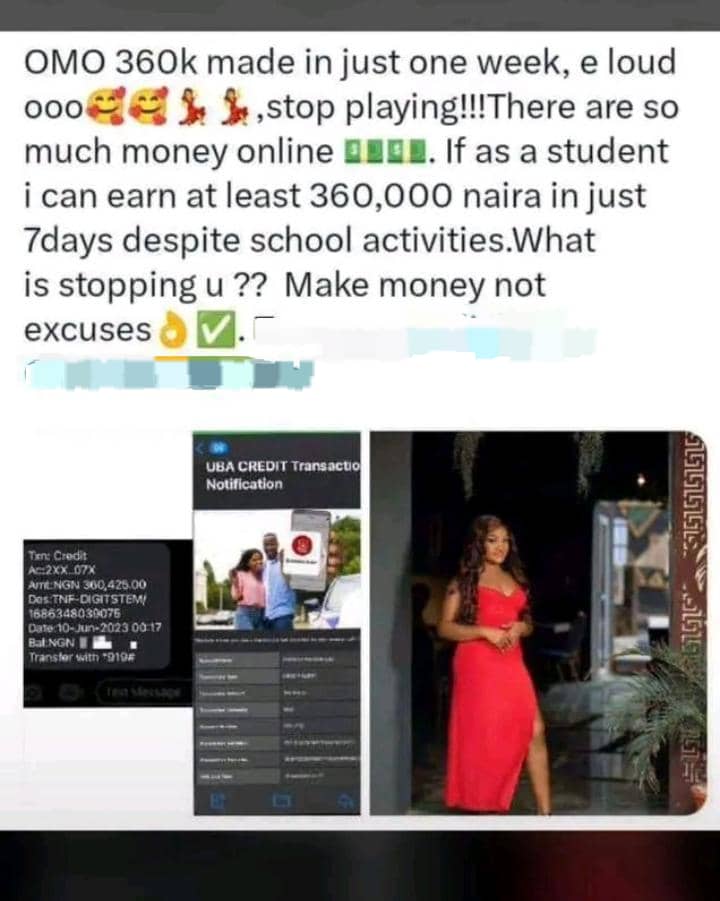 OMO 360k made in just one week, e loud
ooo🥰🥰💃💃,stop playing!!!There are so
much money online 💵💵. If as a student
i can earn at least 360,000 naira in just
7days despite school activities.What
is stopping u ?? Make money not
excuses👌✅.
UBA CREDIT Transactio
Notification
Txn: Credit
Ac:2XX..07X
Amt:NGN 360,425.00
Des:TNF-DIGITSTEM/
1686348039075
Date:10-Jun-2023 00:17
Bal:NGN
Transfer with *919#
Text Message